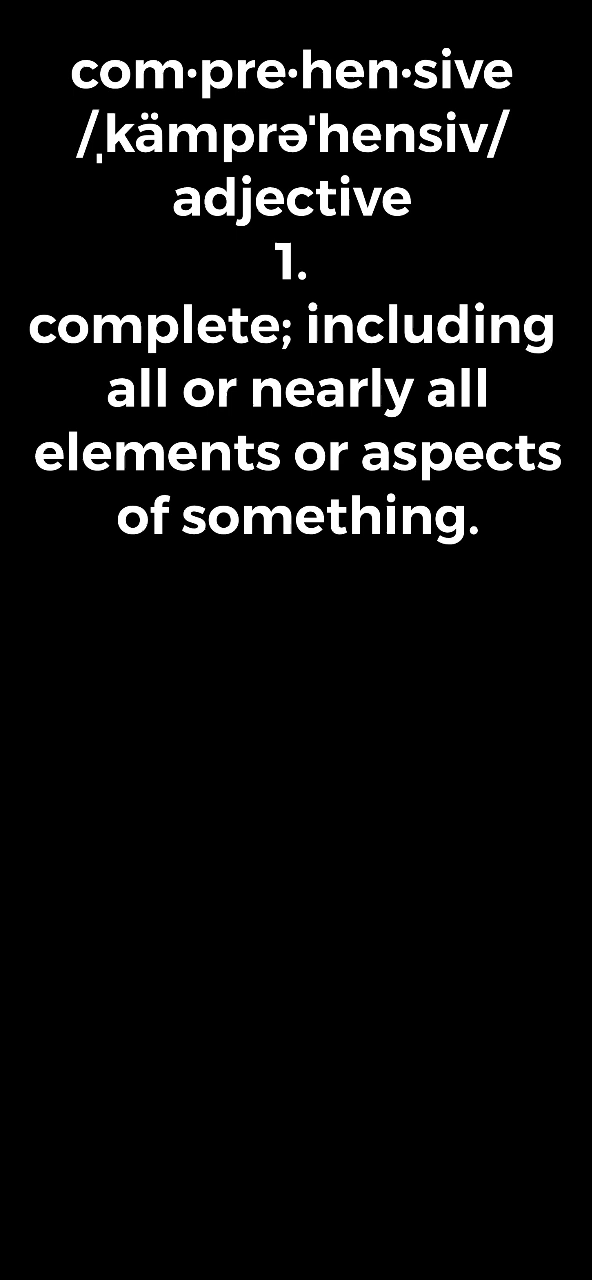 com·pre·hen·sive
/ˌkämprəˈhensiv/
adjective
1.
complete; including
all or nearly all
elements or aspects
of something.